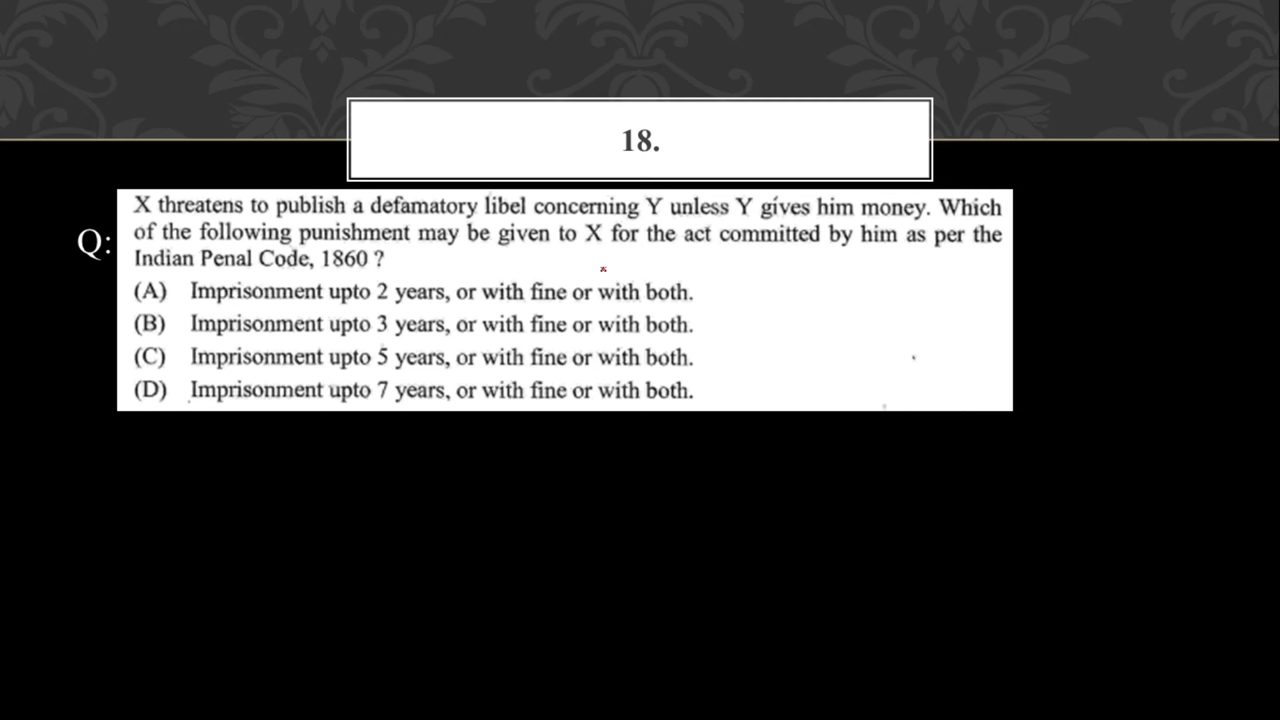 18.
Q:
X threatens to publish a defamatory libel concerning Y unless Y gives him money. Which
of the following punishment may be given to X for the act committed by him as per the
Indian Penal Code, 1860 ?
(A) Imprisonment upto 2 years, or with fine or with both.
(B) Imprisonment upto 3 years, or with fine or with both.
(C) Imprisonment upto 5 years, or with fine or with both.
(D) Imprisonment upto 7 years, or with fine or with both.